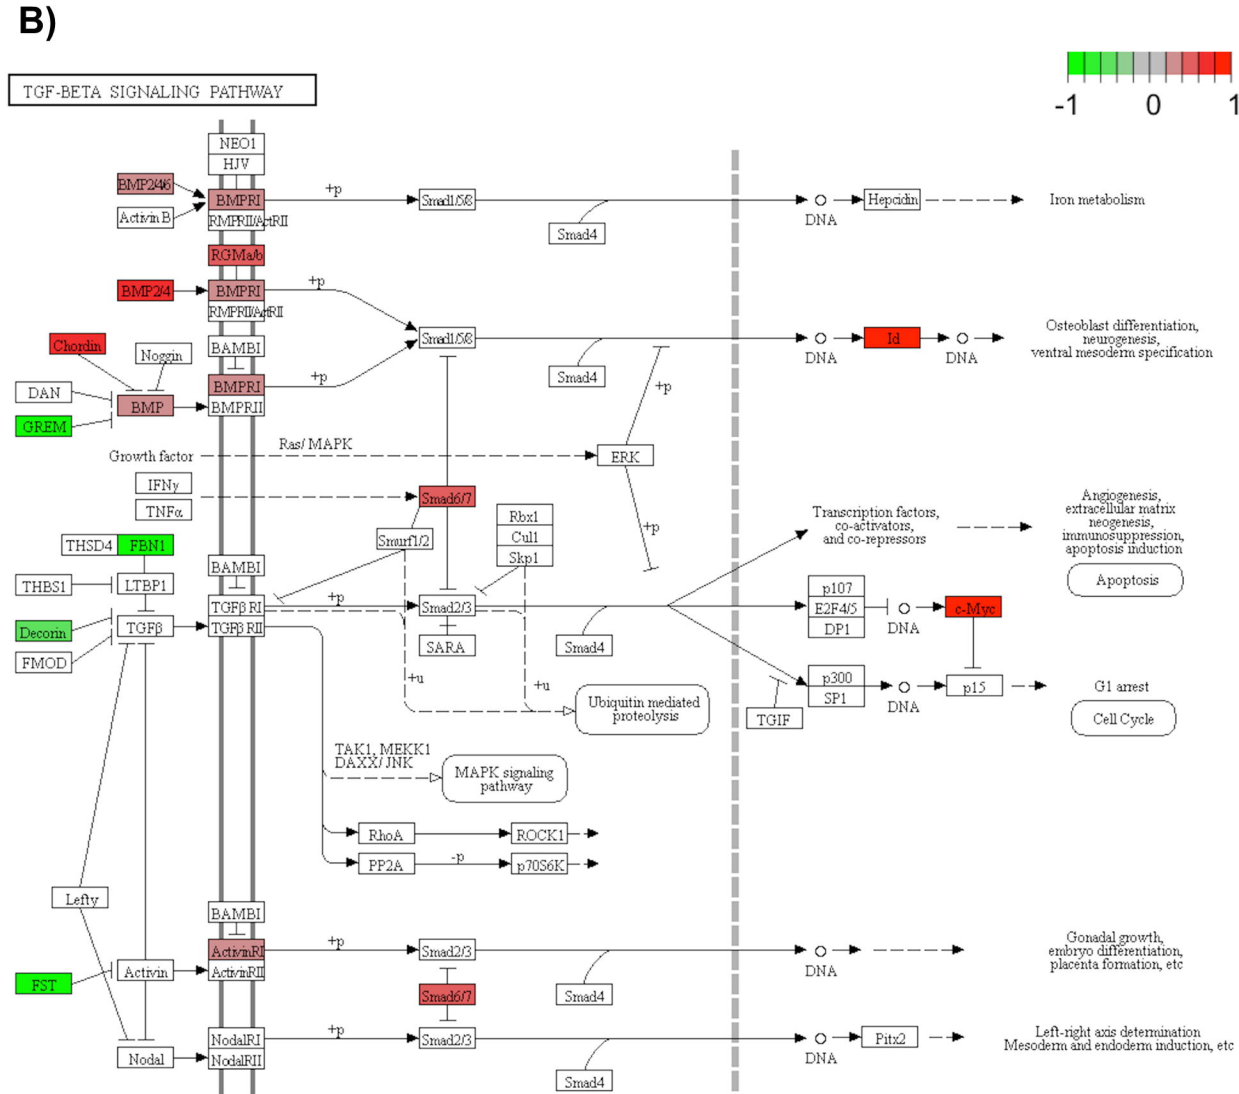 B)
-1 0 1
TGF-BETA SIGNALING PATHWAY
NEO1
HJV
BMP2/4/6
Activin B
BMPRI
RMPRII/ActRII
+p
Smad1/5/8
Smad4
DNA
Hepcidin
Iron metabolism
RGMa/b
BMP2/4
BMPRI
RMPRII/ActRII
+p
Chordin
Noggin
BAMBI
DAN
GREM
BMP
BMPRI
BMPRII
+p
Smad1/5/8
Smad4
+p
DNA
Id
DNA
Osteoblast differentiation,
neurogenesis,
ventral mesoderm specification
Growth factor
Ras/ MAPK
ERK
IFNγ
TNFα
Smad6/7
Smurf1/2
Rbx1
Cul1
Skp1
+p
Transcription factors,
co-activators,
and co-repressors
Angiogenesis,
extracellular matrix
neogenesis,
immunosuppression,
apoptosis induction
Apoptosis
THSD4
FBN1
THBS1
LTBP1
BAMBI
Decorin
FMOD
TGFβ
TGFβ RI
TGFβ RII
+p
Smad2/3
SARA
Smad4
p107
E2F4/5
DP1
DNA
c-Myc
p300
SP1
TGIF
DNA
p15
G1 arrest
Cell Cycle
+u
+u
Ubiquitin mediated
proteolysis
TAK1, MEKK1
DAXX/ JNK
MAPK signaling
pathway
RhoA
ROCK1
PP2A
-p
p70S6K
Lefty
BAMBI
FST
Activin
ActivinRI
ActivinRII
+p
Smad2/3
Smad4
DNA
Gonadal growth,
embryo differentiation,
placenta formation, etc
Smad6/7
Nodal
NodalRI
NodalRII
+p
Smad2/3
Smad4
DNA
Pitx2
Left-right axis determination
Mesoderm and endoderm induction, etc